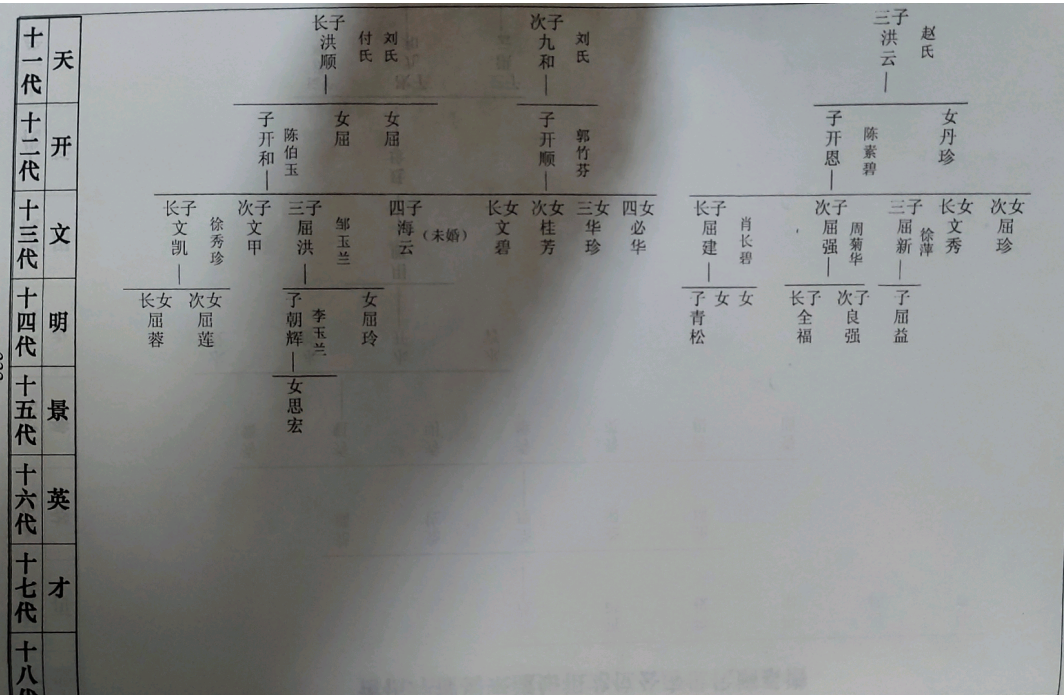 十一代 天
长子洪顺 付氏 刘氏
次子九和 刘氏
三子洪云 赵氏
十二代 开
子开和 陈伯玉
女屈
女屈
子开顺 郭竹芬
子开恩 陈素碧
女丹珍
十三代 文
长子文凯 徐秀珍
次子文甲
三子屈洪 邹玉兰
四子海云（未婚）
长女文碧
次女桂芳
三女华珍
四女必华
长子屈建 肖长碧
次子屈强 周菊华
三子屈新 徐萍
长女文秀
次女屈珍
十四代 明
长女屈蓉
次女屈莲
子朝辉 李玉兰
女屈玲
子青松
女
女
长子全福
次子良强
子屈益
十五代 景
女思宏
十六代 英
十七代 才
十八代